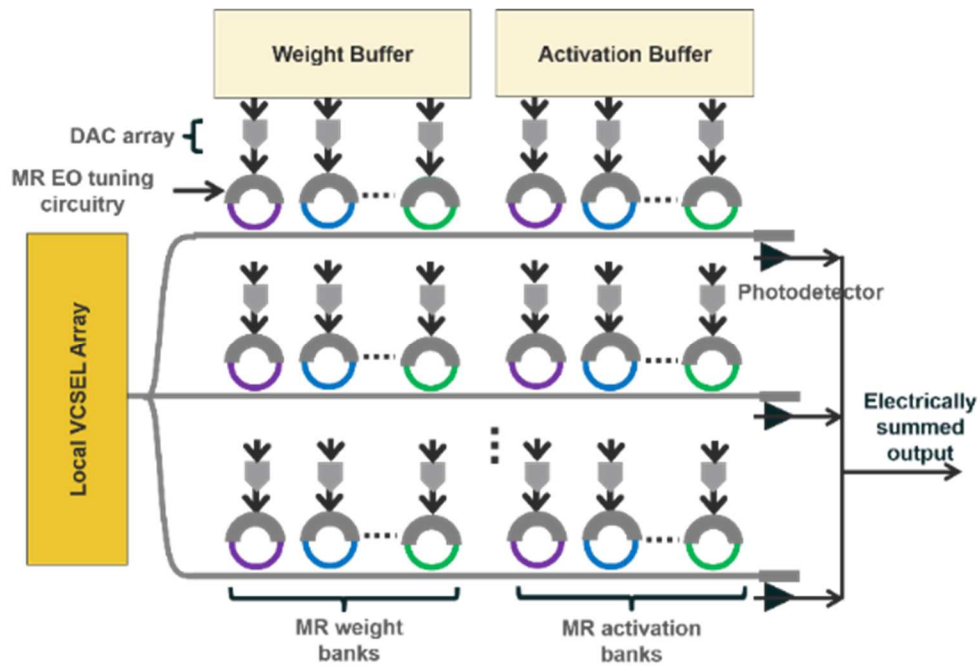 Weight Buffer
Activation Buffer
DAC array
MR EO tuning
circuitry
Local VCSEL Array
Photodetector
Electrically
summed
output
MR weight
banks
MR activation
banks